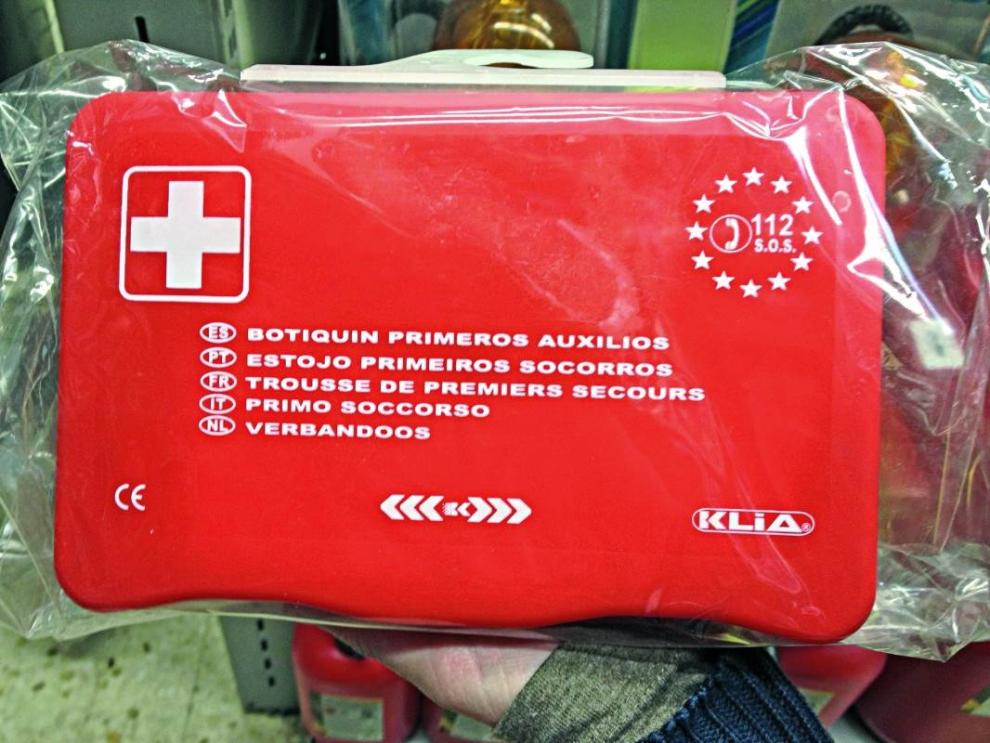 112
S.O.S.
ES BOTIQUIN PRIMEROS AUXILIOS
PT ESTOJO PRIMEIROS SOCORROS
FR TROUSSE DE PREMIERS SECOURS
IT PRIMO SOCCORSO
NL VERBANDOOS
CE
K
KLiA®